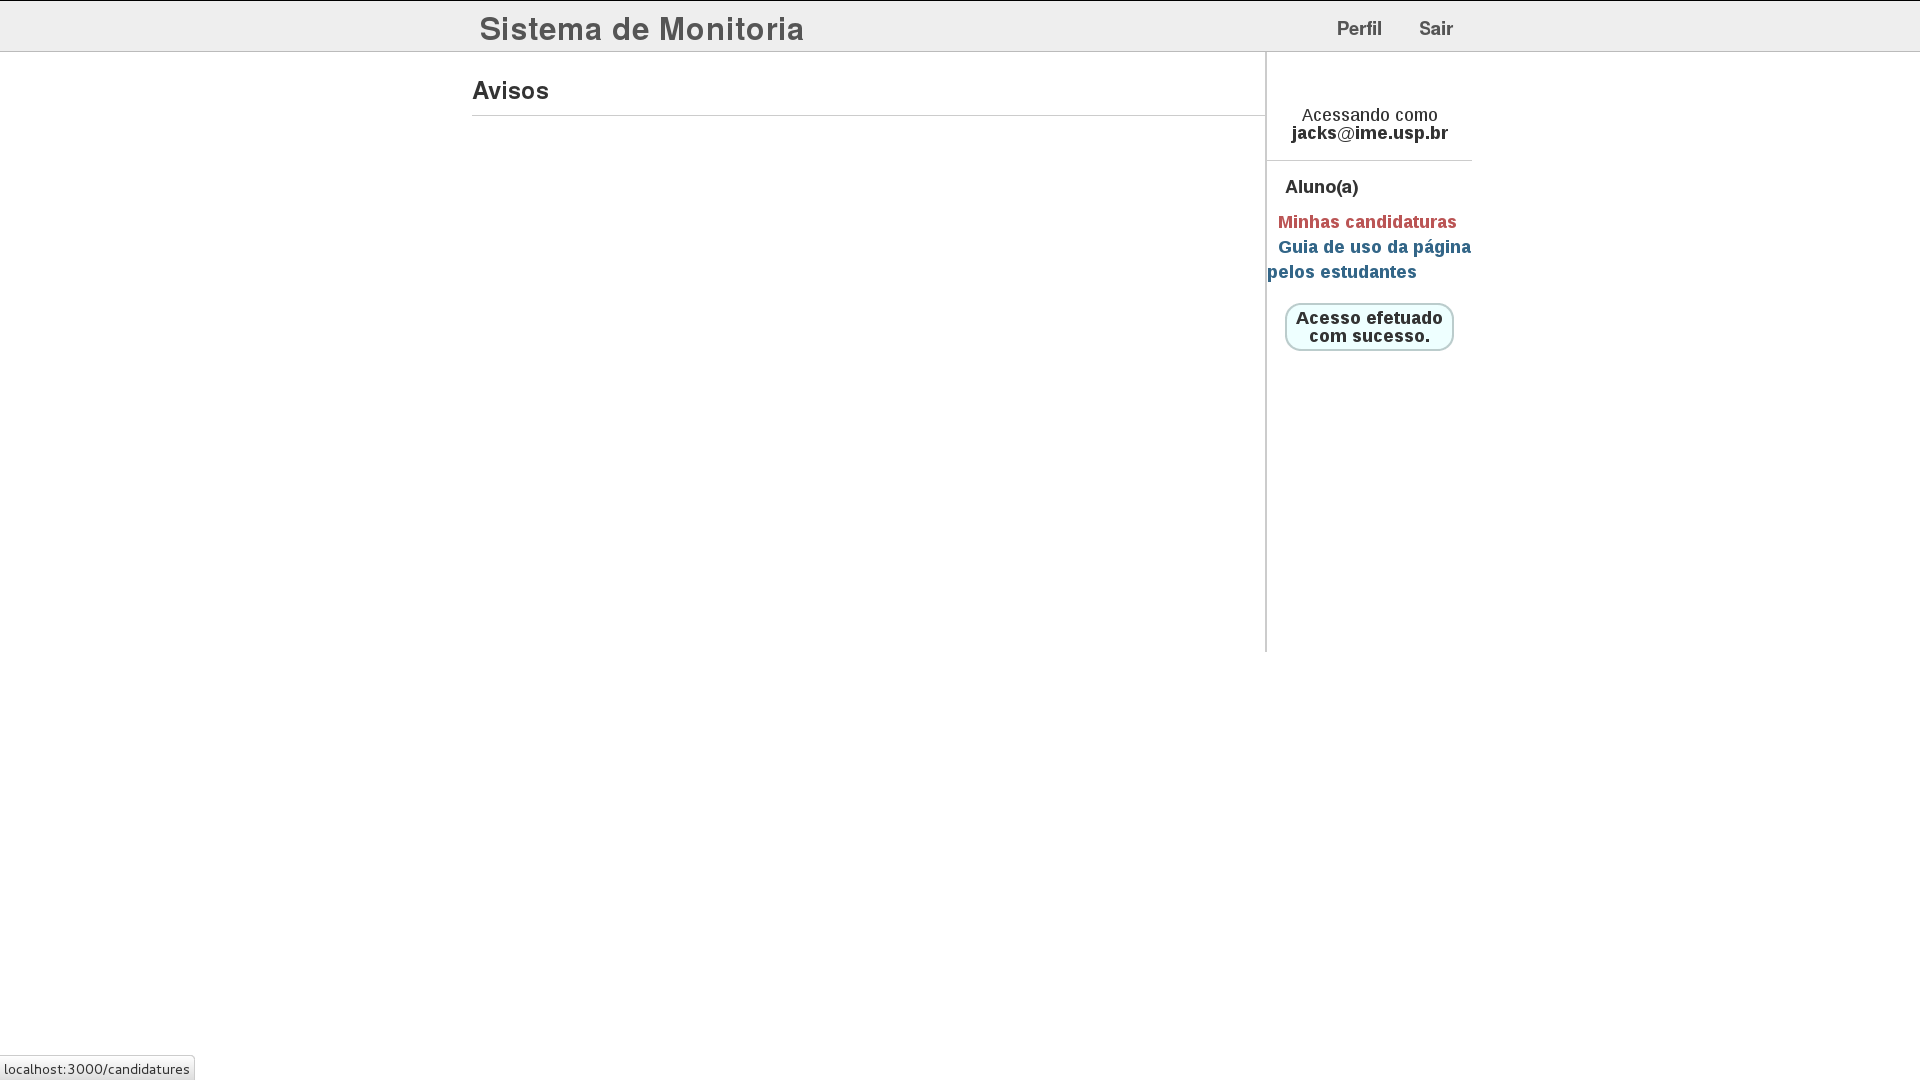 Sistema de Monitoria
Perfil
Sair
Avisos
Acessando como
jacks@ime.usp.br
Aluno(a)
Minhas candidaturas
Guia de uso da página
pelos estudantes
Acesso efetuado
com sucesso.
localhost:3000/candidatures